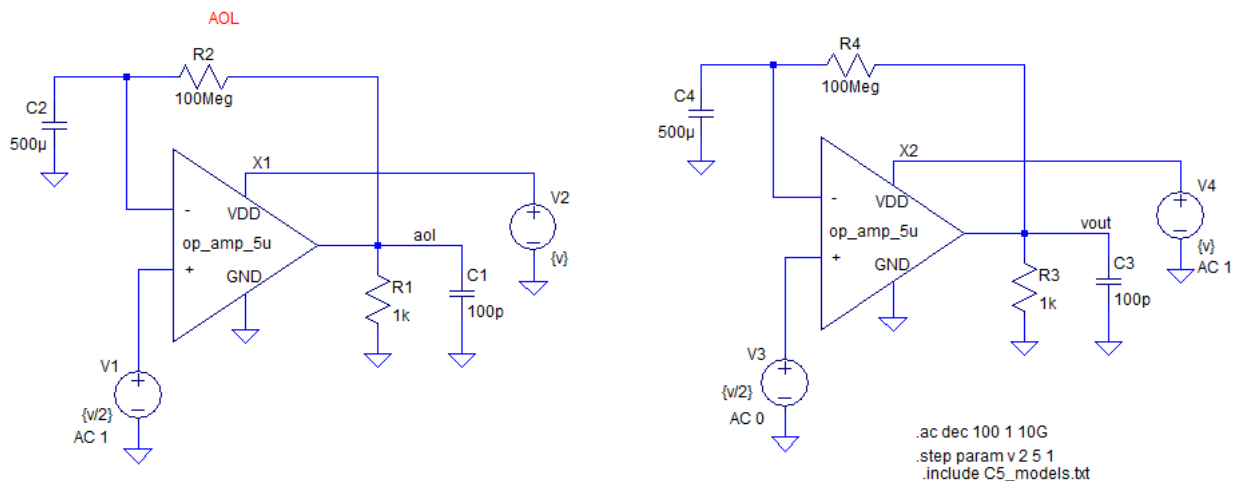 AOL
R2
100Meg
C2
500µ
X1
VDD
-
op_amp_5u
+
GND
aol
V2
+
−
{v}
R1
1k
C1
100p
V1
+
−
{v/2}
AC 1
R4
100Meg
C4
500µ
X2
VDD
-
op_amp_5u
+
GND
vout
V4
+
−
{v}
AC 1
R3
1k
C3
100p
V3
+
−
{v/2}
AC 0
.ac dec 100 1 10G
.step param v 2 5 1
.include C5_models.txt